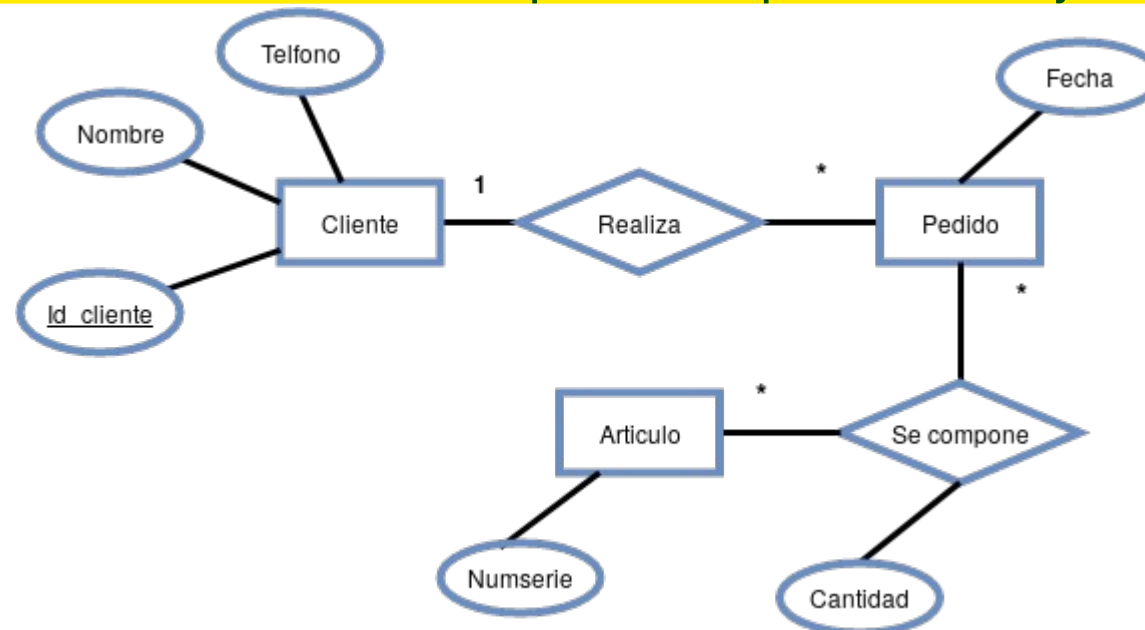 Telfono
Fecha
Nombre
1
*
Cliente
Realiza
Pedido
*
Id_cliente
*
Articulo
Se compone
Numserie
Cantidad